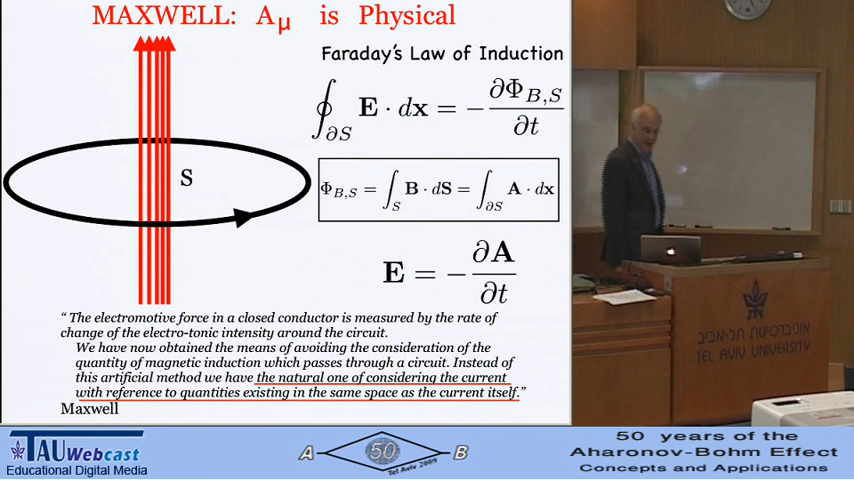 MAXWELL: Aμ is Physical
Faraday's Law of Induction
∮∂S E · dx = − ∂ΦB,S / ∂t
S
ΦB,S = ∫S B · dS = ∫∂S A · dx
E = − ∂A / ∂t
“ The electromotive force in a closed conductor is measured by the rate of
change of the electro-tonic intensity around the circuit.
We have now obtained the means of avoiding the consideration of the
quantity of magnetic induction which passes through a circuit. Instead of
this artificial method we have the natural one of considering the current
with reference to quantities existing in the same space as the current itself.”
Maxwell
אוניברסיטת תל-אביב
TEL AVIV UNIVERSITY
TAU Webcast
Educational Digital Media
A 50 B
Tel Aviv 2009
50 years of the
Aharonov-Bohm Effect
Concepts and Applications